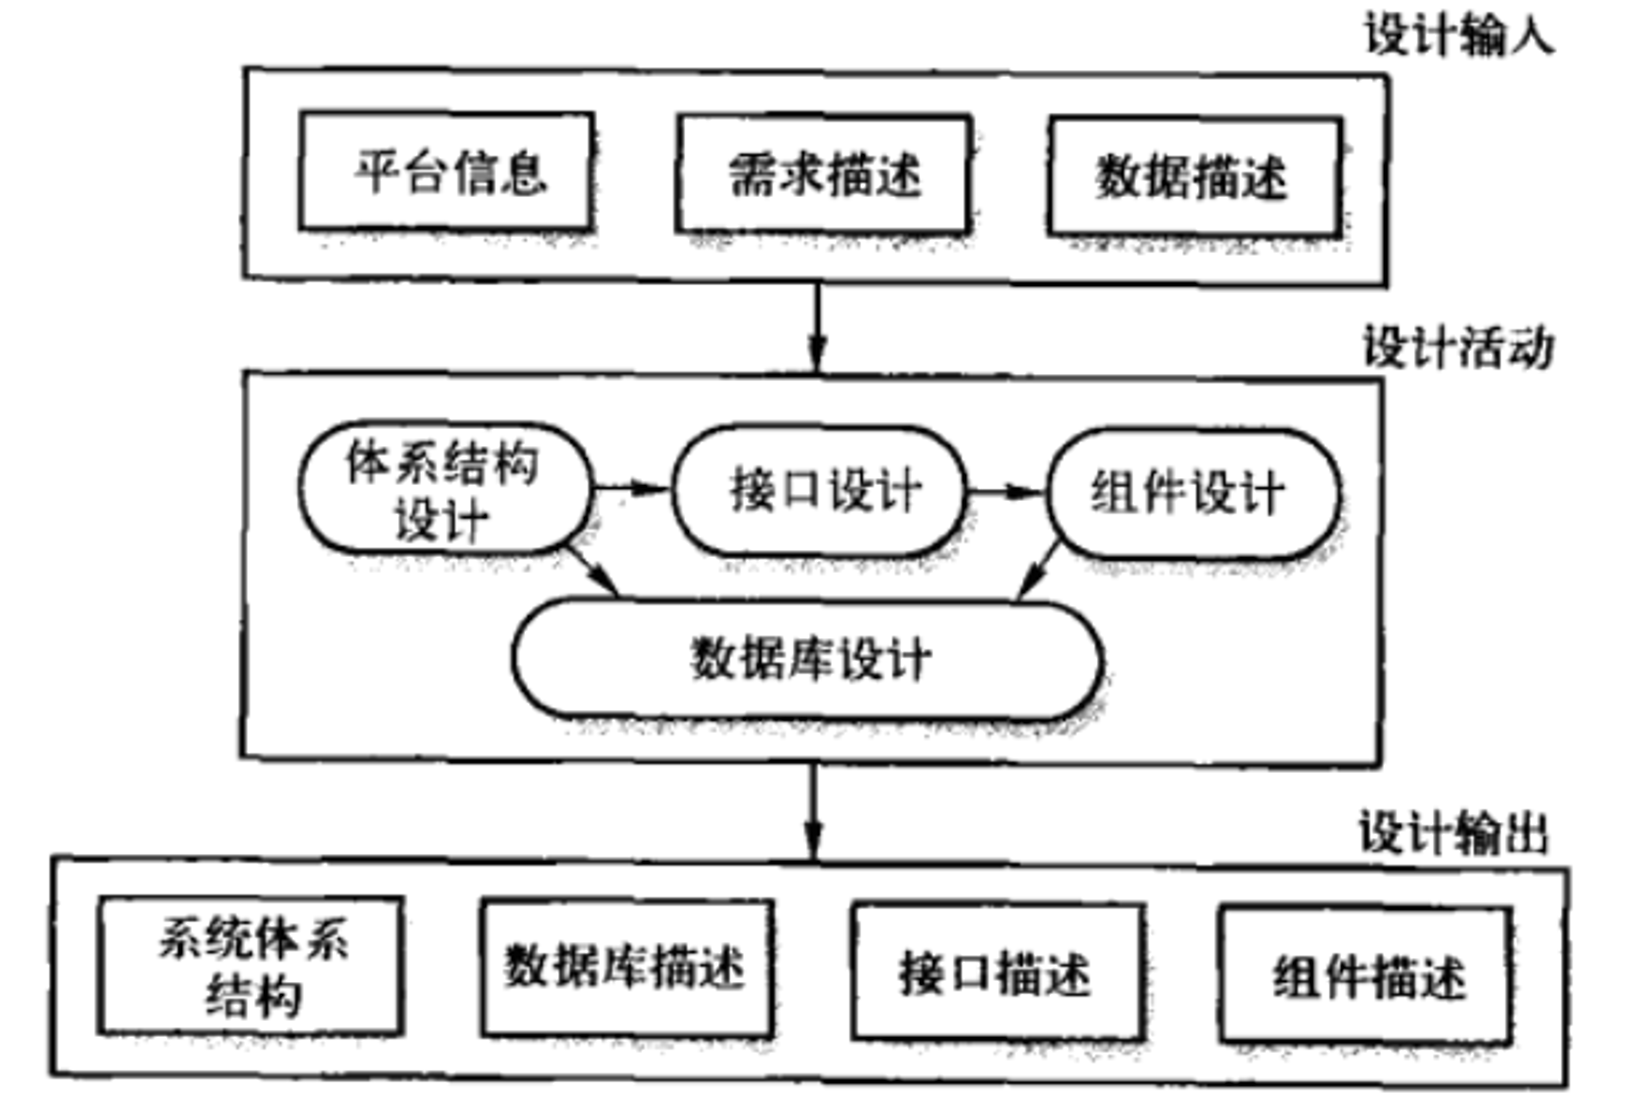 设计输入
平台信息
需求描述
数据描述
设计活动
体系结构
设计
接口设计
组件设计
数据库设计
设计输出
系统体系
结构
数据库描述
接口描述
组件描述